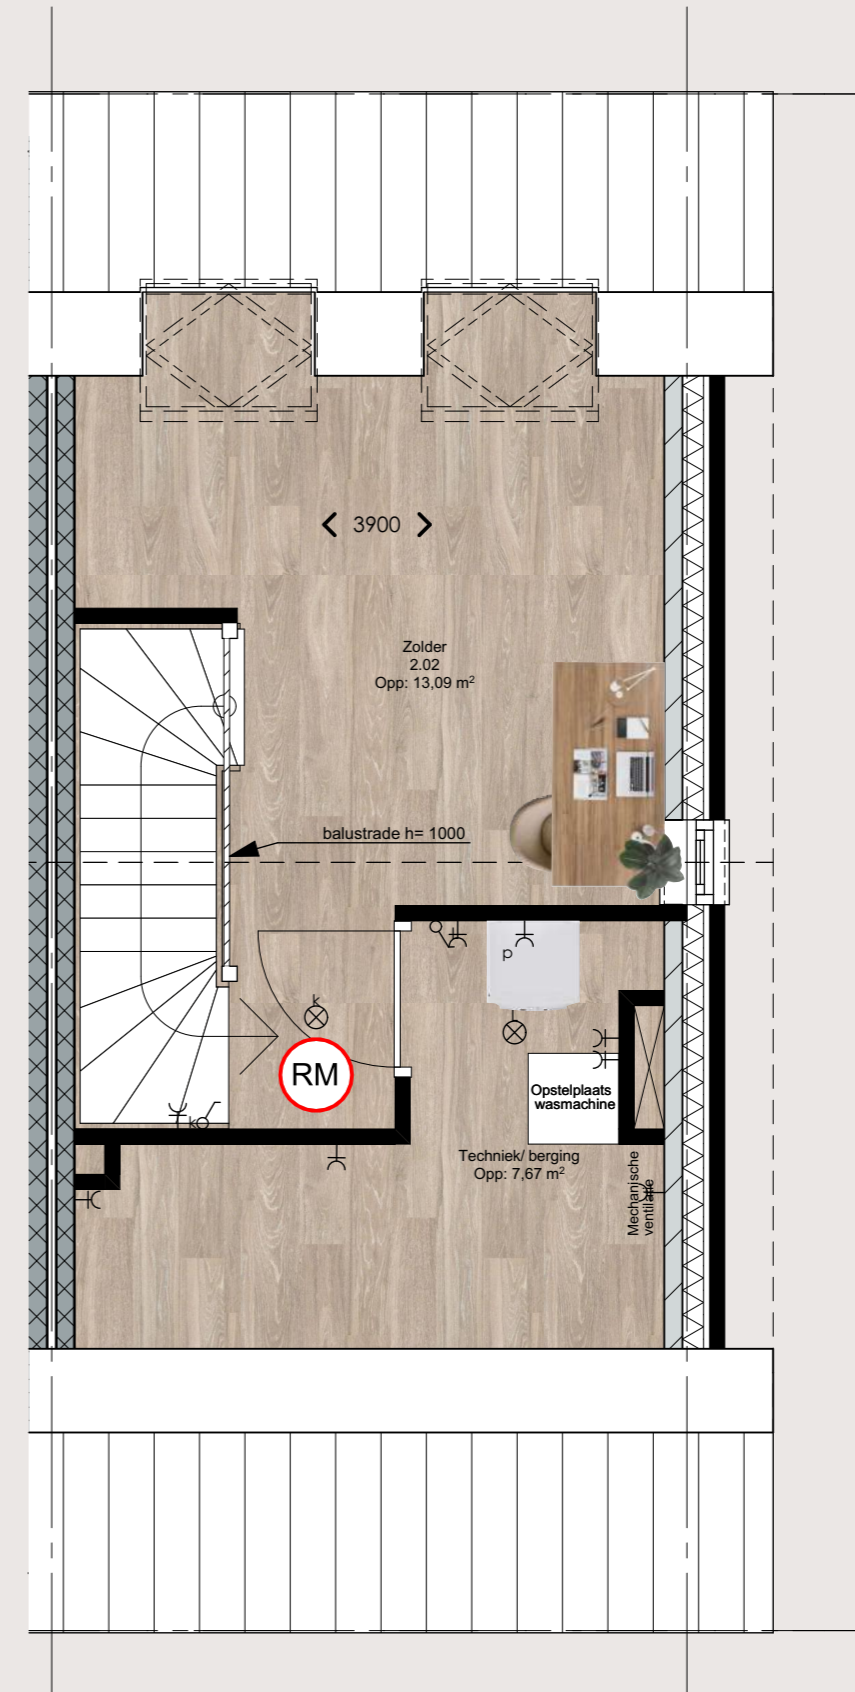 3900
Zolder
2.02
Opp: 13,09 m²
balustrade h= 1000
p
k
RM
Opstelplaats
wasmachine
k
Techniek/ berging
Opp: 7,67 m²
Mechanische
ventilatie